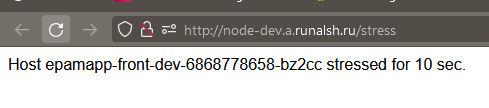 http://node-dev.a.runalsh.ru/stress
Host epamapp-front-dev-6868778658-bz2cc stressed for 10 sec.